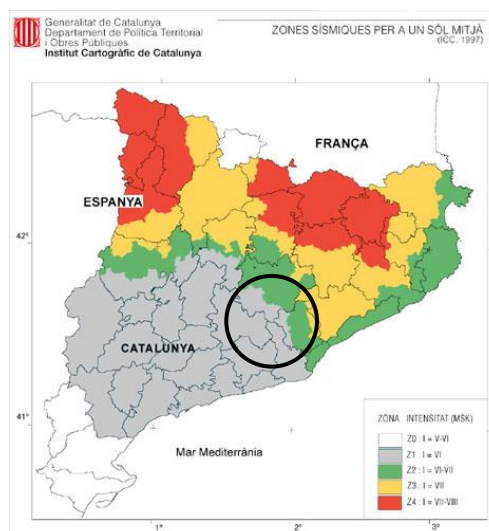 Generalitat de Catalunya
Departament de Política Territorial
i Obres Públiques
Institut Cartogràfic de Catalunya
ZONES SÍSMIQUES PER A UN SÒL MITJÀ
(ICC. 1997)
FRANÇA
ESPANYA
42°
CATALUNYA
41°
Mar Mediterrània
ZONA INTENSITAT (MSK)
Z0 : I = V-VI
Z1 : I = VI
Z2 : I = VI-VII
Z3 : I = VII
Z4 : I = VII-VIII
1° 2° 3°